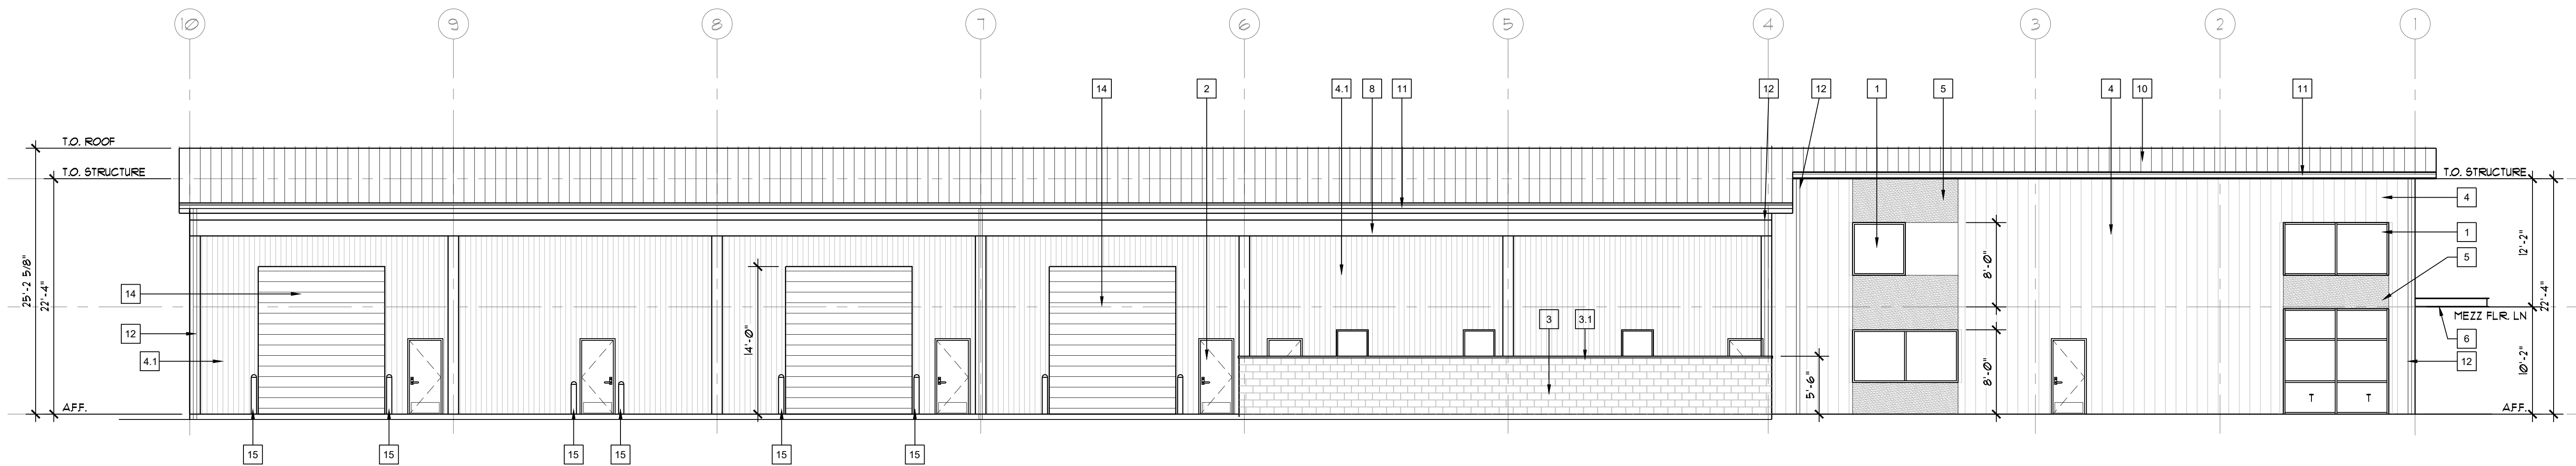 10 9 8 7 6 5 4 3 2 1
14 2 4.1 8 11 12 12 1 5 4 10 11
T.O. ROOF
T.O. STRUCTURE
T.O. STRUCTURE
4
1
12'-2"
8'-0"
5
25'-2 5/8"
22'-4"
22'-4"
14
MEZZ FLR. LN
3 3.1
12
14'-0"
6
4.1
12
10'-2"
8'-0"
5'-6"
A.F.F.
A.F.F.
15 15 15 15 15 15
T T